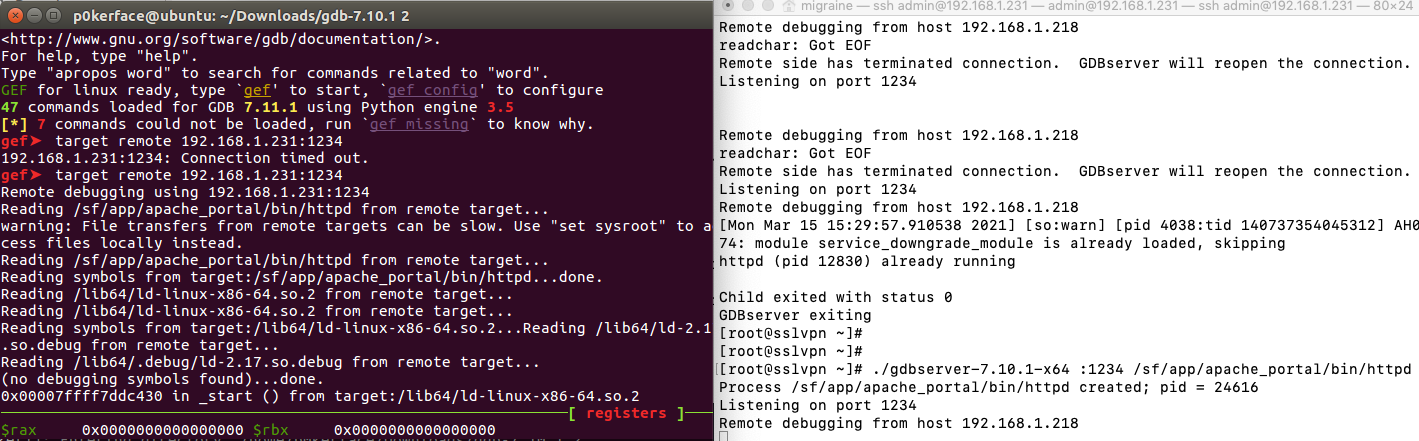 p0kerface@ubuntu: ~/Downloads/gdb-7.10.1 2
<http://www.gnu.org/software/gdb/documentation/>.
For help, type "help".
Type "apropos word" to search for commands related to "word".
GEF for linux ready, type `gef' to start, `gef config' to configure
47 commands loaded for GDB 7.11.1 using Python engine 3.5
[*] 7 commands could not be loaded, run `gef missing` to know why.
gef➤  target remote 192.168.1.231:1234
192.168.1.231:1234: Connection timed out.
gef➤  target remote 192.168.1.231:1234
Remote debugging using 192.168.1.231:1234
Reading /sf/app/apache_portal/bin/httpd from remote target...
warning: File transfers from remote targets can be slow. Use "set sysroot" to a
cess files locally instead.
Reading /sf/app/apache_portal/bin/httpd from remote target...
Reading symbols from target:/sf/app/apache_portal/bin/httpd...done.
Reading /lib64/ld-linux-x86-64.so.2 from remote target...
Reading /lib64/ld-linux-x86-64.so.2 from remote target...
Reading symbols from target:/lib64/ld-linux-x86-64.so.2...Reading /lib64/ld-2.1
.so.debug from remote target...
Reading /lib64/.debug/ld-2.17.so.debug from remote target...
(no debugging symbols found)...done.
0x00007ffff7ddc430 in _start () from target:/lib64/ld-linux-x86-64.so.2
[ registers ]
$rax 0x0000000000000000 $rbx 0x0000000000000000
migraine — ssh admin@192.168.1.231 — admin@192.168.1.231 — ssh admin@192.168.1.231 — 80×24
Remote debugging from host 192.168.1.218
readchar: Got EOF
Remote side has terminated connection.  GDBserver will reopen the connection.
Listening on port 1234
Remote debugging from host 192.168.1.218
readchar: Got EOF
Remote side has terminated connection.  GDBserver will reopen the connection.
Listening on port 1234
Remote debugging from host 192.168.1.218
[Mon Mar 15 15:29:57.910538 2021] [so:warn] [pid 4038:tid 140737354045312] AH0
74: module service_downgrade_module is already loaded, skipping
httpd (pid 12830) already running
Child exited with status 0
GDBserver exiting
[root@sslvpn ~]#
[root@sslvpn ~]#
[[root@sslvpn ~]# ./gdbserver-7.10.1-x64 :1234 /sf/app/apache_portal/bin/httpd
Process /sf/app/apache_portal/bin/httpd created; pid = 24616
Listening on port 1234
Remote debugging from host 192.168.1.218